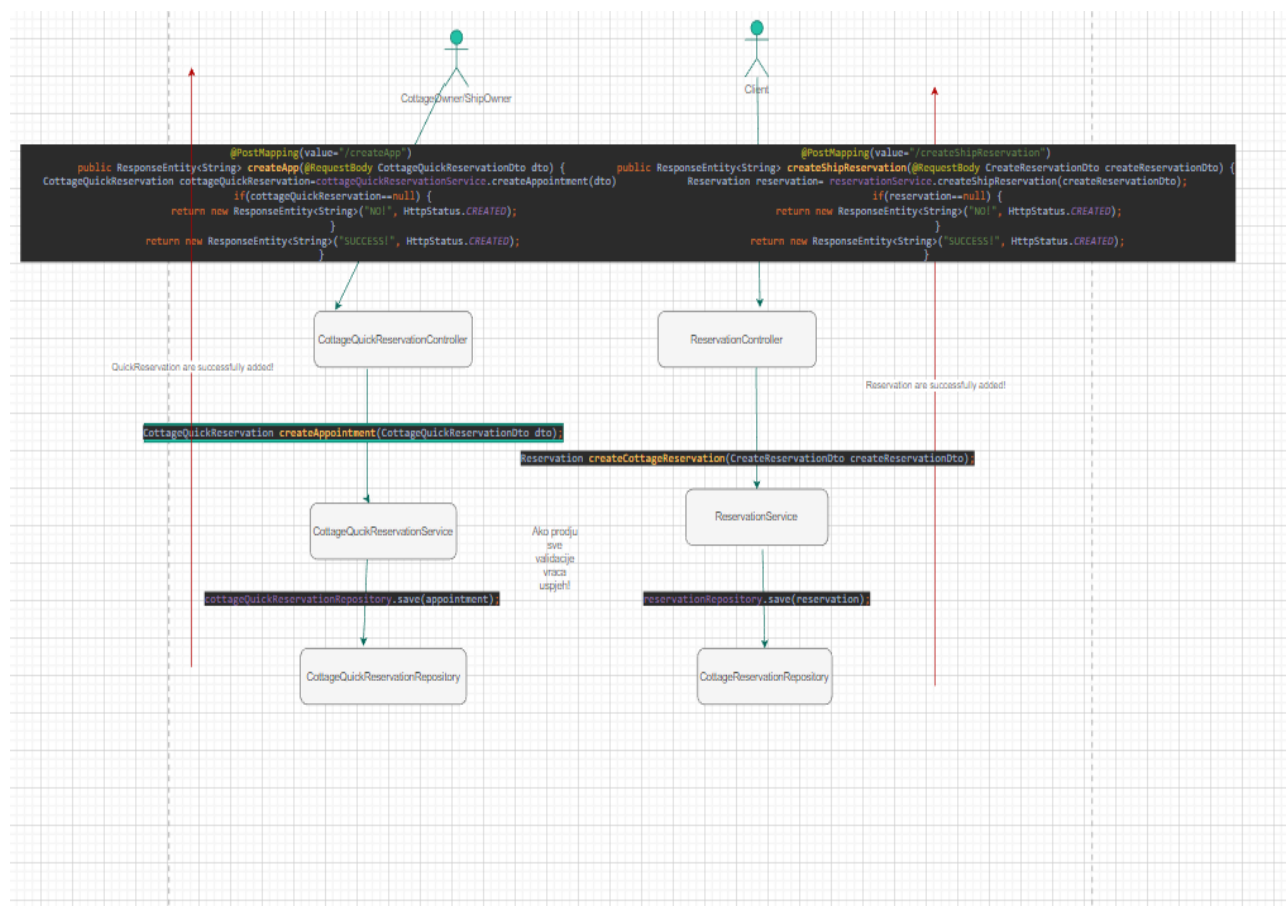 CottageOwner/ShipOwner
Client
@PostMapping(value="/createApp")
public ResponseEntity<String> createApp(@RequestBody CottageQuickReservationDto dto) {
CottageQuickReservation cottageQuickReservation=cottageQuickReservationService.createAppointment(dto)
if(cottageQuickReservation==null) {
return new ResponseEntity<String>("NO!", HttpStatus.CREATED);
}
return new ResponseEntity<String>("SUCCESS!", HttpStatus.CREATED);
}
@PostMapping(value="/createShipReservation")
public ResponseEntity<String> createShipReservation(@RequestBody CreateReservationDto createReservationDto) {
Reservation reservation= reservationService.createShipReservation(createReservationDto);
if(reservation==null) {
return new ResponseEntity<String>("NO!", HttpStatus.CREATED);
}
return new ResponseEntity<String>("SUCCESS!", HttpStatus.CREATED);
}
CottageQuickReservationController
ReservationController
QuickReservation are successfully added!
Reservation are successfully added!
CottageQuickReservation createAppointment(CottageQuickReservationDto dto);
Reservation createCottageReservation(CreateReservationDto createReservationDto);
CottageQucikReservationService
ReservationService
Ako prodju
sve
validacije
vraca
uspjeh!
cottageQuickReservationRepository.save(appointment);
reservationRepository.save(reservation);
CottageQuickReservationRepository
CottageReservationRepository